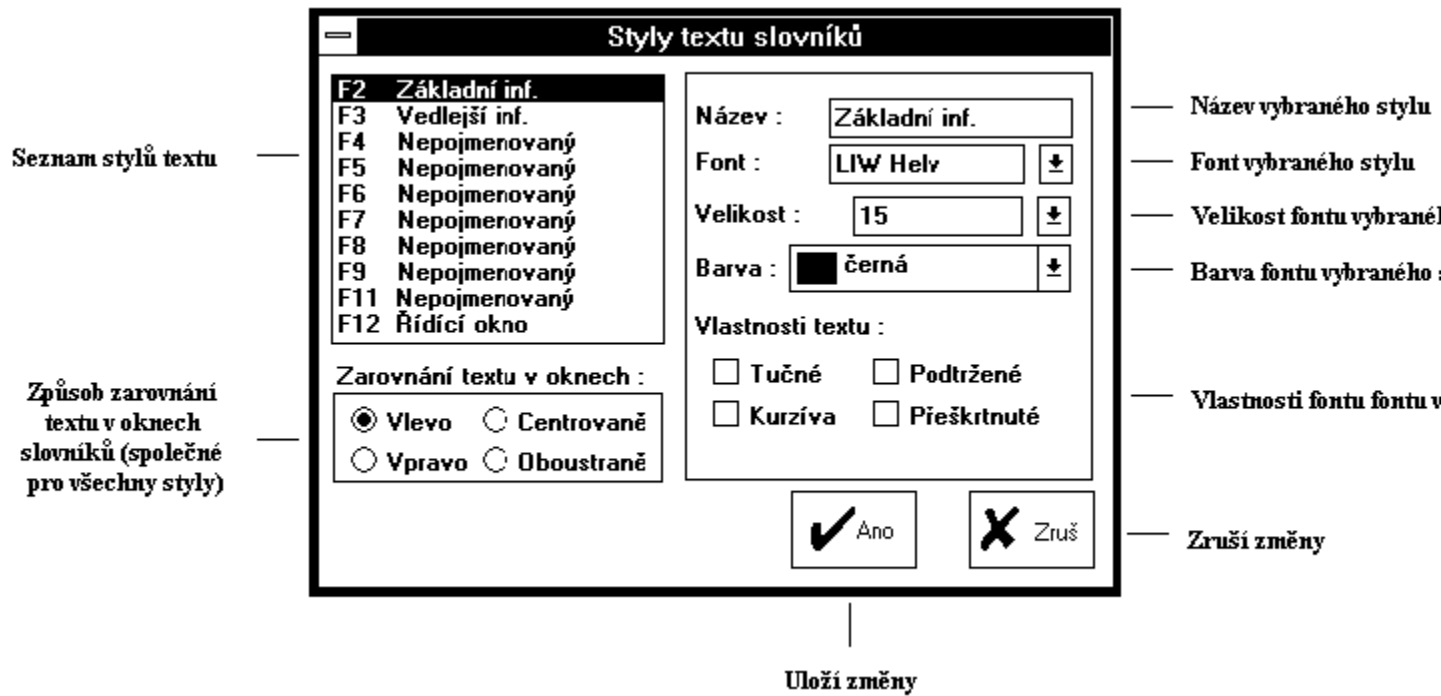 Styly textu slovníků
F2 Základní inf.
F3 Vedlejší inf.
F4 Nepojmenovaný
F5 Nepojmenovaný
F6 Nepojmenovaný
F7 Nepojmenovaný
F8 Nepojmenovaný
F9 Nepojmenovaný
F11 Nepojmenovaný
F12 Řídící okno
Zarovnání textu v oknech :
Vlevo Centrovaně
Vpravo Oboustraně
Název : Základní inf.
Font : LIW Helv
Velikost : 15
Barva : černá
Vlastnosti textu :
Tučné Podtržené
Kurzíva Přeškrtnuté
Ano Zruš
Seznam stylů textu
Způsob zarovnání
textu v oknech
slovníků (společné
pro všechny styly)
Název vybraného stylu
Font vybraného stylu
Velikost fontu
Barva fontu vybraného
Vlastnosti fontu fontu
Zruší změny
Uloží změny